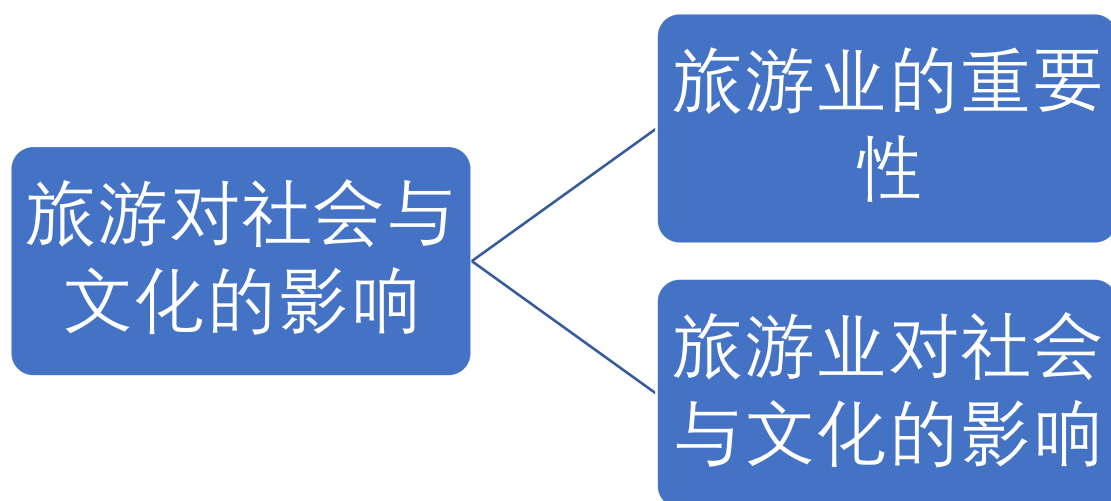 旅游对社会与
文化的影响
旅游业的重要
性
旅游业对社会
与文化的影响